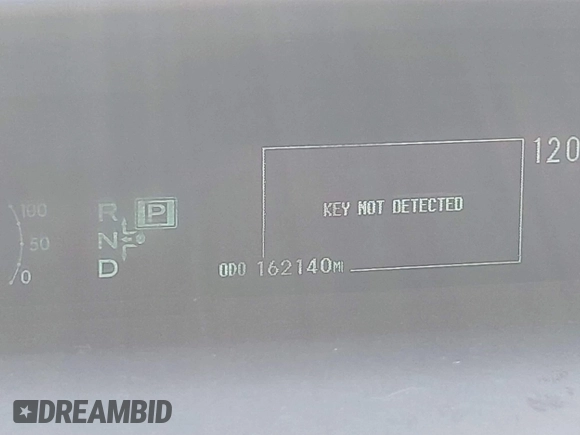 120
KEY NOT DETECTED
100 R P
50 N
0 D
ODO 162140MI
DREAMBID